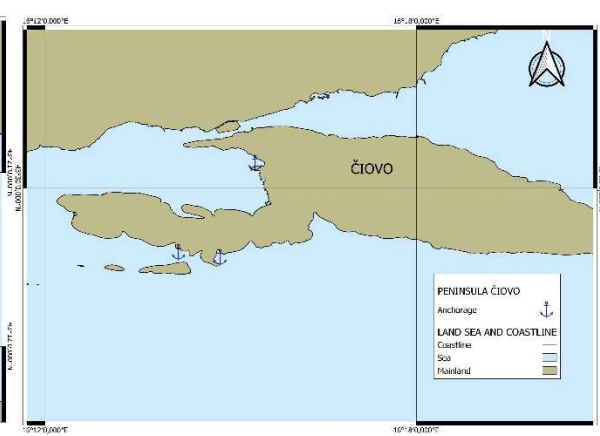 16°12'0,000"E
16°18'0,000"E
ČIOVO
PENINSULA ČIOVO
Anchorage
LAND SEA AND COASTLINE
Coastline
Sea
Mainland
16°12'0,000"E
16°18'0,000"E